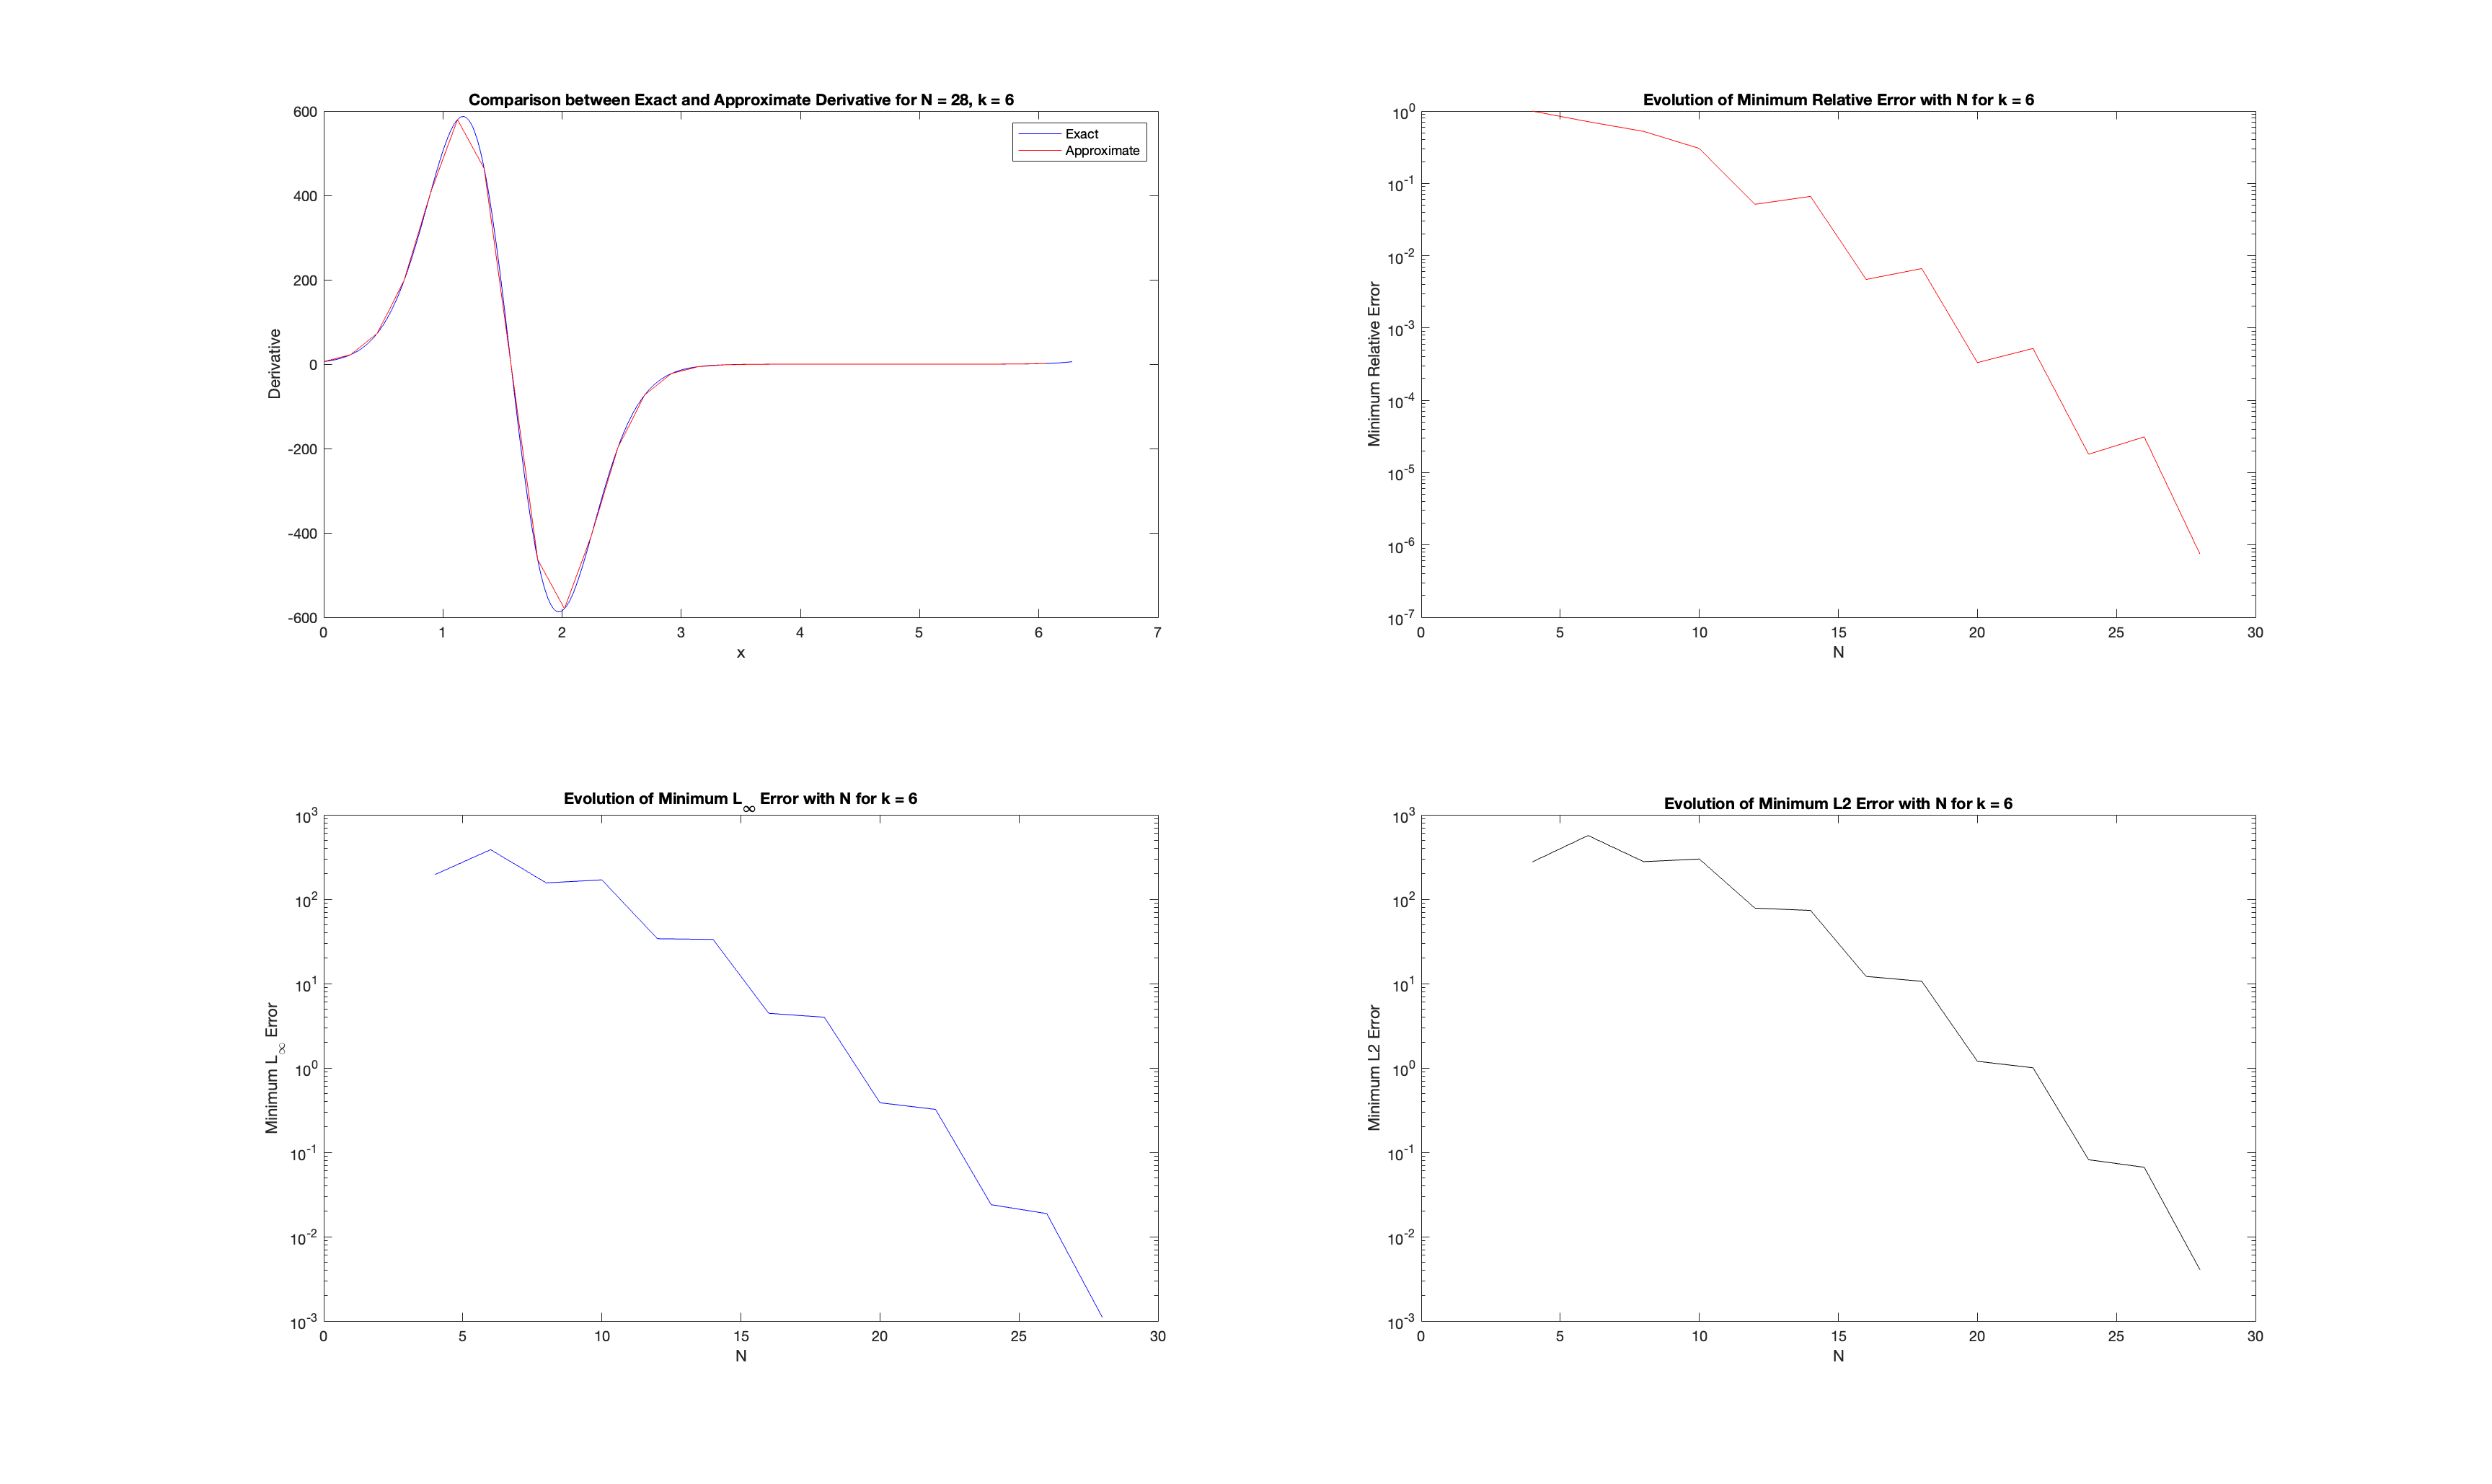 Comparison between Exact and Approximate Derivative for N = 28, k = 6
Exact
Approximate
600
400
200
0
-200
-400
-600
Derivative
0 1 2 3 4 5 6 7
x
Evolution of Minimum Relative Error with N for k = 6
10^0
10^-1
10^-2
10^-3
10^-4
10^-5
10^-6
10^-7
Minimum Relative Error
0 5 10 15 20 25 30
N
Evolution of Minimum L∞ Error with N for k = 6
10^3
10^2
10^1
10^0
10^-1
10^-2
10^-3
Minimum L∞ Error
0 5 10 15 20 25 30
N
Evolution of Minimum L2 Error with N for k = 6
10^3
10^2
10^1
10^0
10^-1
10^-2
10^-3
Minimum L2 Error
0 5 10 15 20 25 30
N